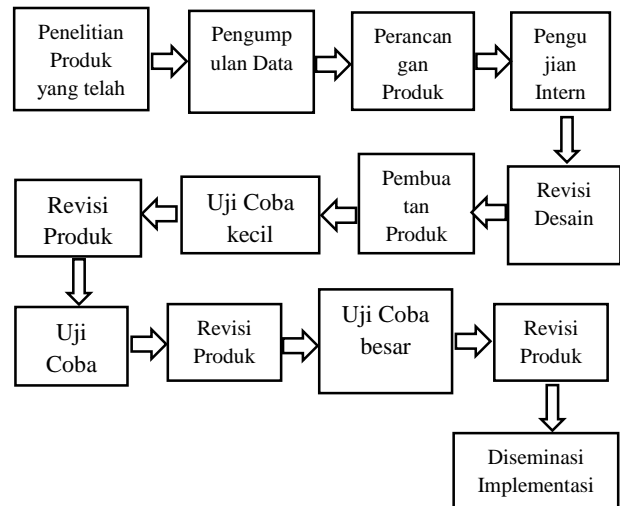 Penelitian
Produk
yang telah
Pengump
ulan Data
Perancan
gan
Produk
Pengu
jian
Intern
Revisi
Desain
Pembua
tan
Produk
Uji Coba
kecil
Revisi
Produk
Uji
Coba
Revisi
Produk
Uji Coba
besar
Revisi
Produk
Diseminasi
Implementasi